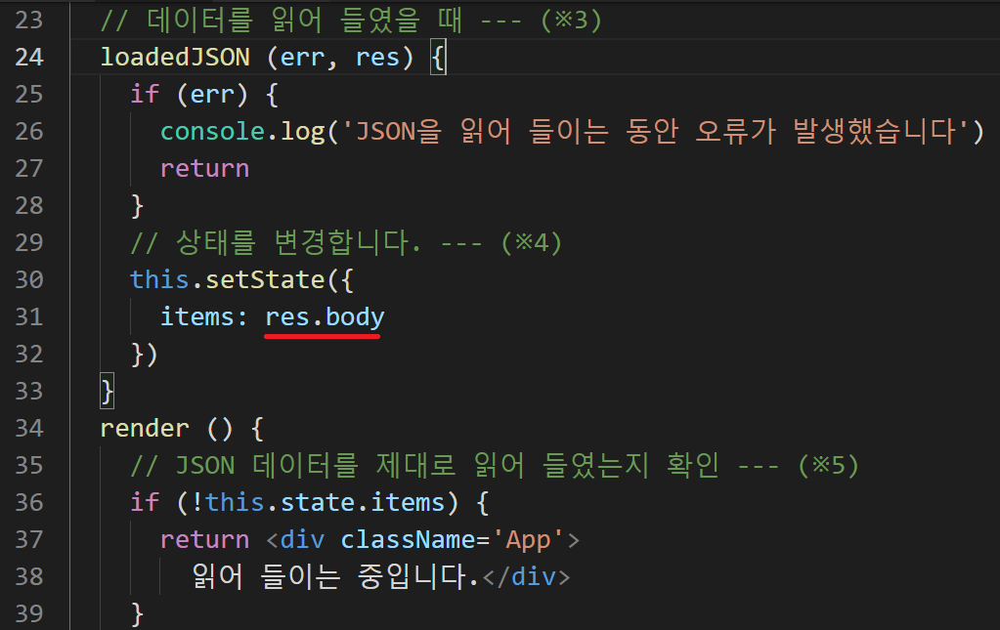 23 // 데이터를 읽어 들였을 때 --- (※3)
24 loadedJSON (err, res) {
25 if (err) {
26 console.log('JSON을 읽어 들이는 동안 오류가 발생했습니다')
27 return
28 }
29 // 상태를 변경합니다. --- (※4)
30 this.setState({
31 items: res.body
32 })
33 }
34 render () {
35 // JSON 데이터를 제대로 읽어 들였는지 확인 --- (※5)
36 if (!this.state.items) {
37 return <div className='App'>
38 읽어 들이는 중입니다.</div>
39 }